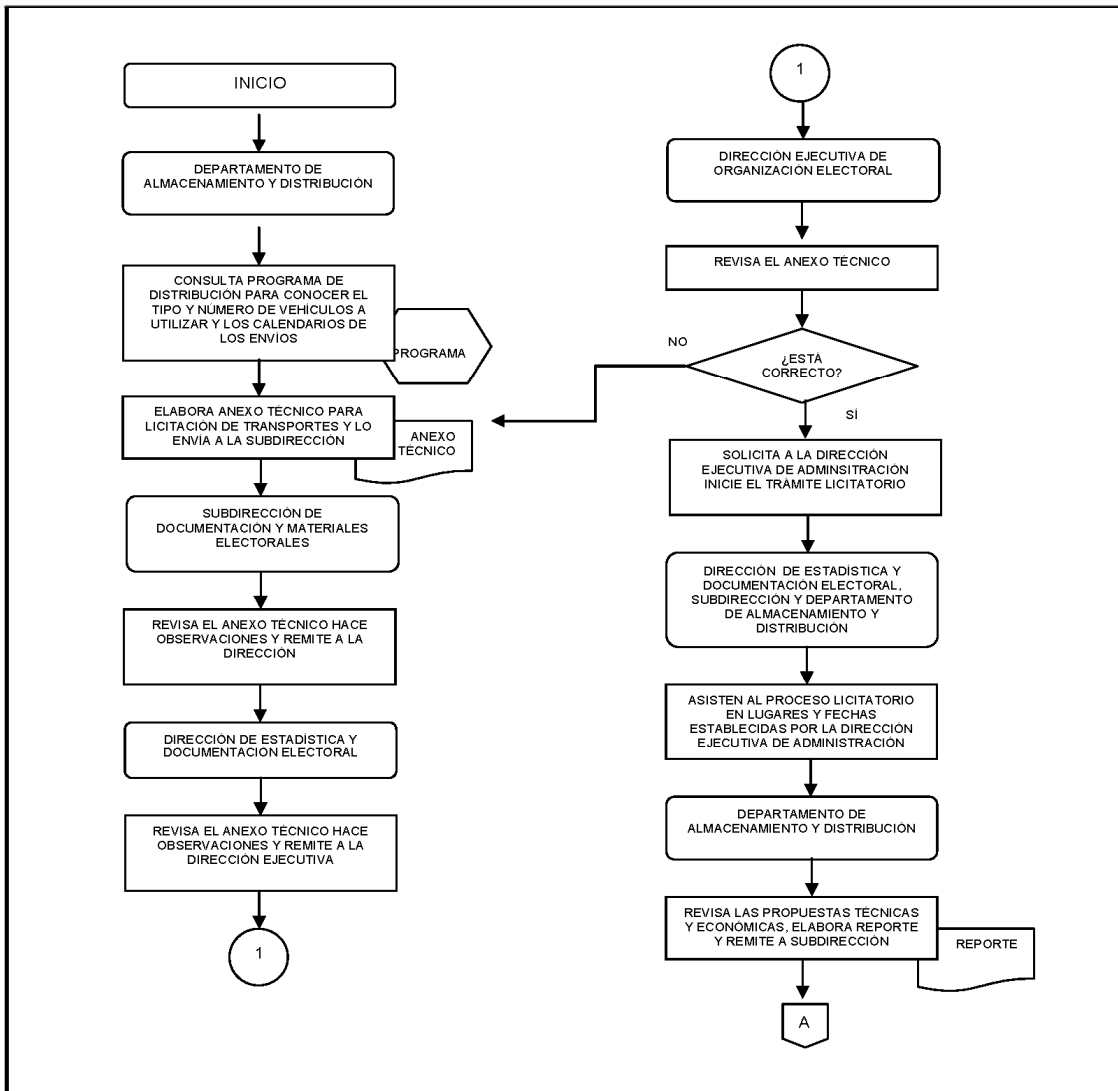 INICIO
DEPARTAMENTO DE
ALMACENAMIENTO Y DISTRIBUCIÓN
CONSULTA PROGRAMA DE
DISTRIBUCIÓN PARA CONOCER EL
TIPO Y NÚMERO DE VEHÍCULOS A
UTILIZAR Y LOS CALENDARIOS DE
LOS ENVÍOS
PROGRAMA
ELABORA ANEXO TÉCNICO PARA
LICITACIÓN DE TRANSPORTES Y LO
ENVÍA A LA SUBDIRECCIÓN
ANEXO
TÉCNICO
SUBDIRECCIÓN DE
DOCUMENTACIÓN Y MATERIALES
ELECTORALES
REVISA EL ANEXO TÉCNICO HACE
OBSERVACIONES Y REMITE A LA
DIRECCIÓN
DIRECCIÓN DE ESTADÍSTICA Y
DOCUMENTACIÓN ELECTORAL
REVISA EL ANEXO TÉCNICO HACE
OBSERVACIONES Y REMITE A LA
DIRECCIÓN EJECUTIVA
1
1
DIRECCIÓN EJECUTIVA DE
ORGANIZACIÓN ELECTORAL
REVISA EL ANEXO TÉCNICO
NO
¿ESTÁ
CORRECTO?
SÍ
SOLICITA A LA DIRECCIÓN
EJECUTIVA DE ADMINSITRACIÓN
INICIE EL TRÁMITE LICITATORIO
DIRECCIÓN DE ESTADÍSTICA Y
DOCUMENTACIÓN ELECTORAL,
SUBDIRECCIÓN Y DEPARTAMENTO
DE ALMACENAMIENTO Y
DISTRIBUCIÓN
ASISTEN AL PROCESO LICITATORIO
EN LUGARES Y FECHAS
ESTABLECIDAS POR LA DIRECCIÓN
EJECUTIVA DE ADMINISTRACIÓN
DEPARTAMENTO DE
ALMACENAMIENTO Y DISTRIBUCIÓN
REVISA LAS PROPUESTAS TÉCNICAS
Y ECONÓMICAS, ELABORA REPORTE
Y REMITE A SUBDIRECCIÓN
REPORTE
A